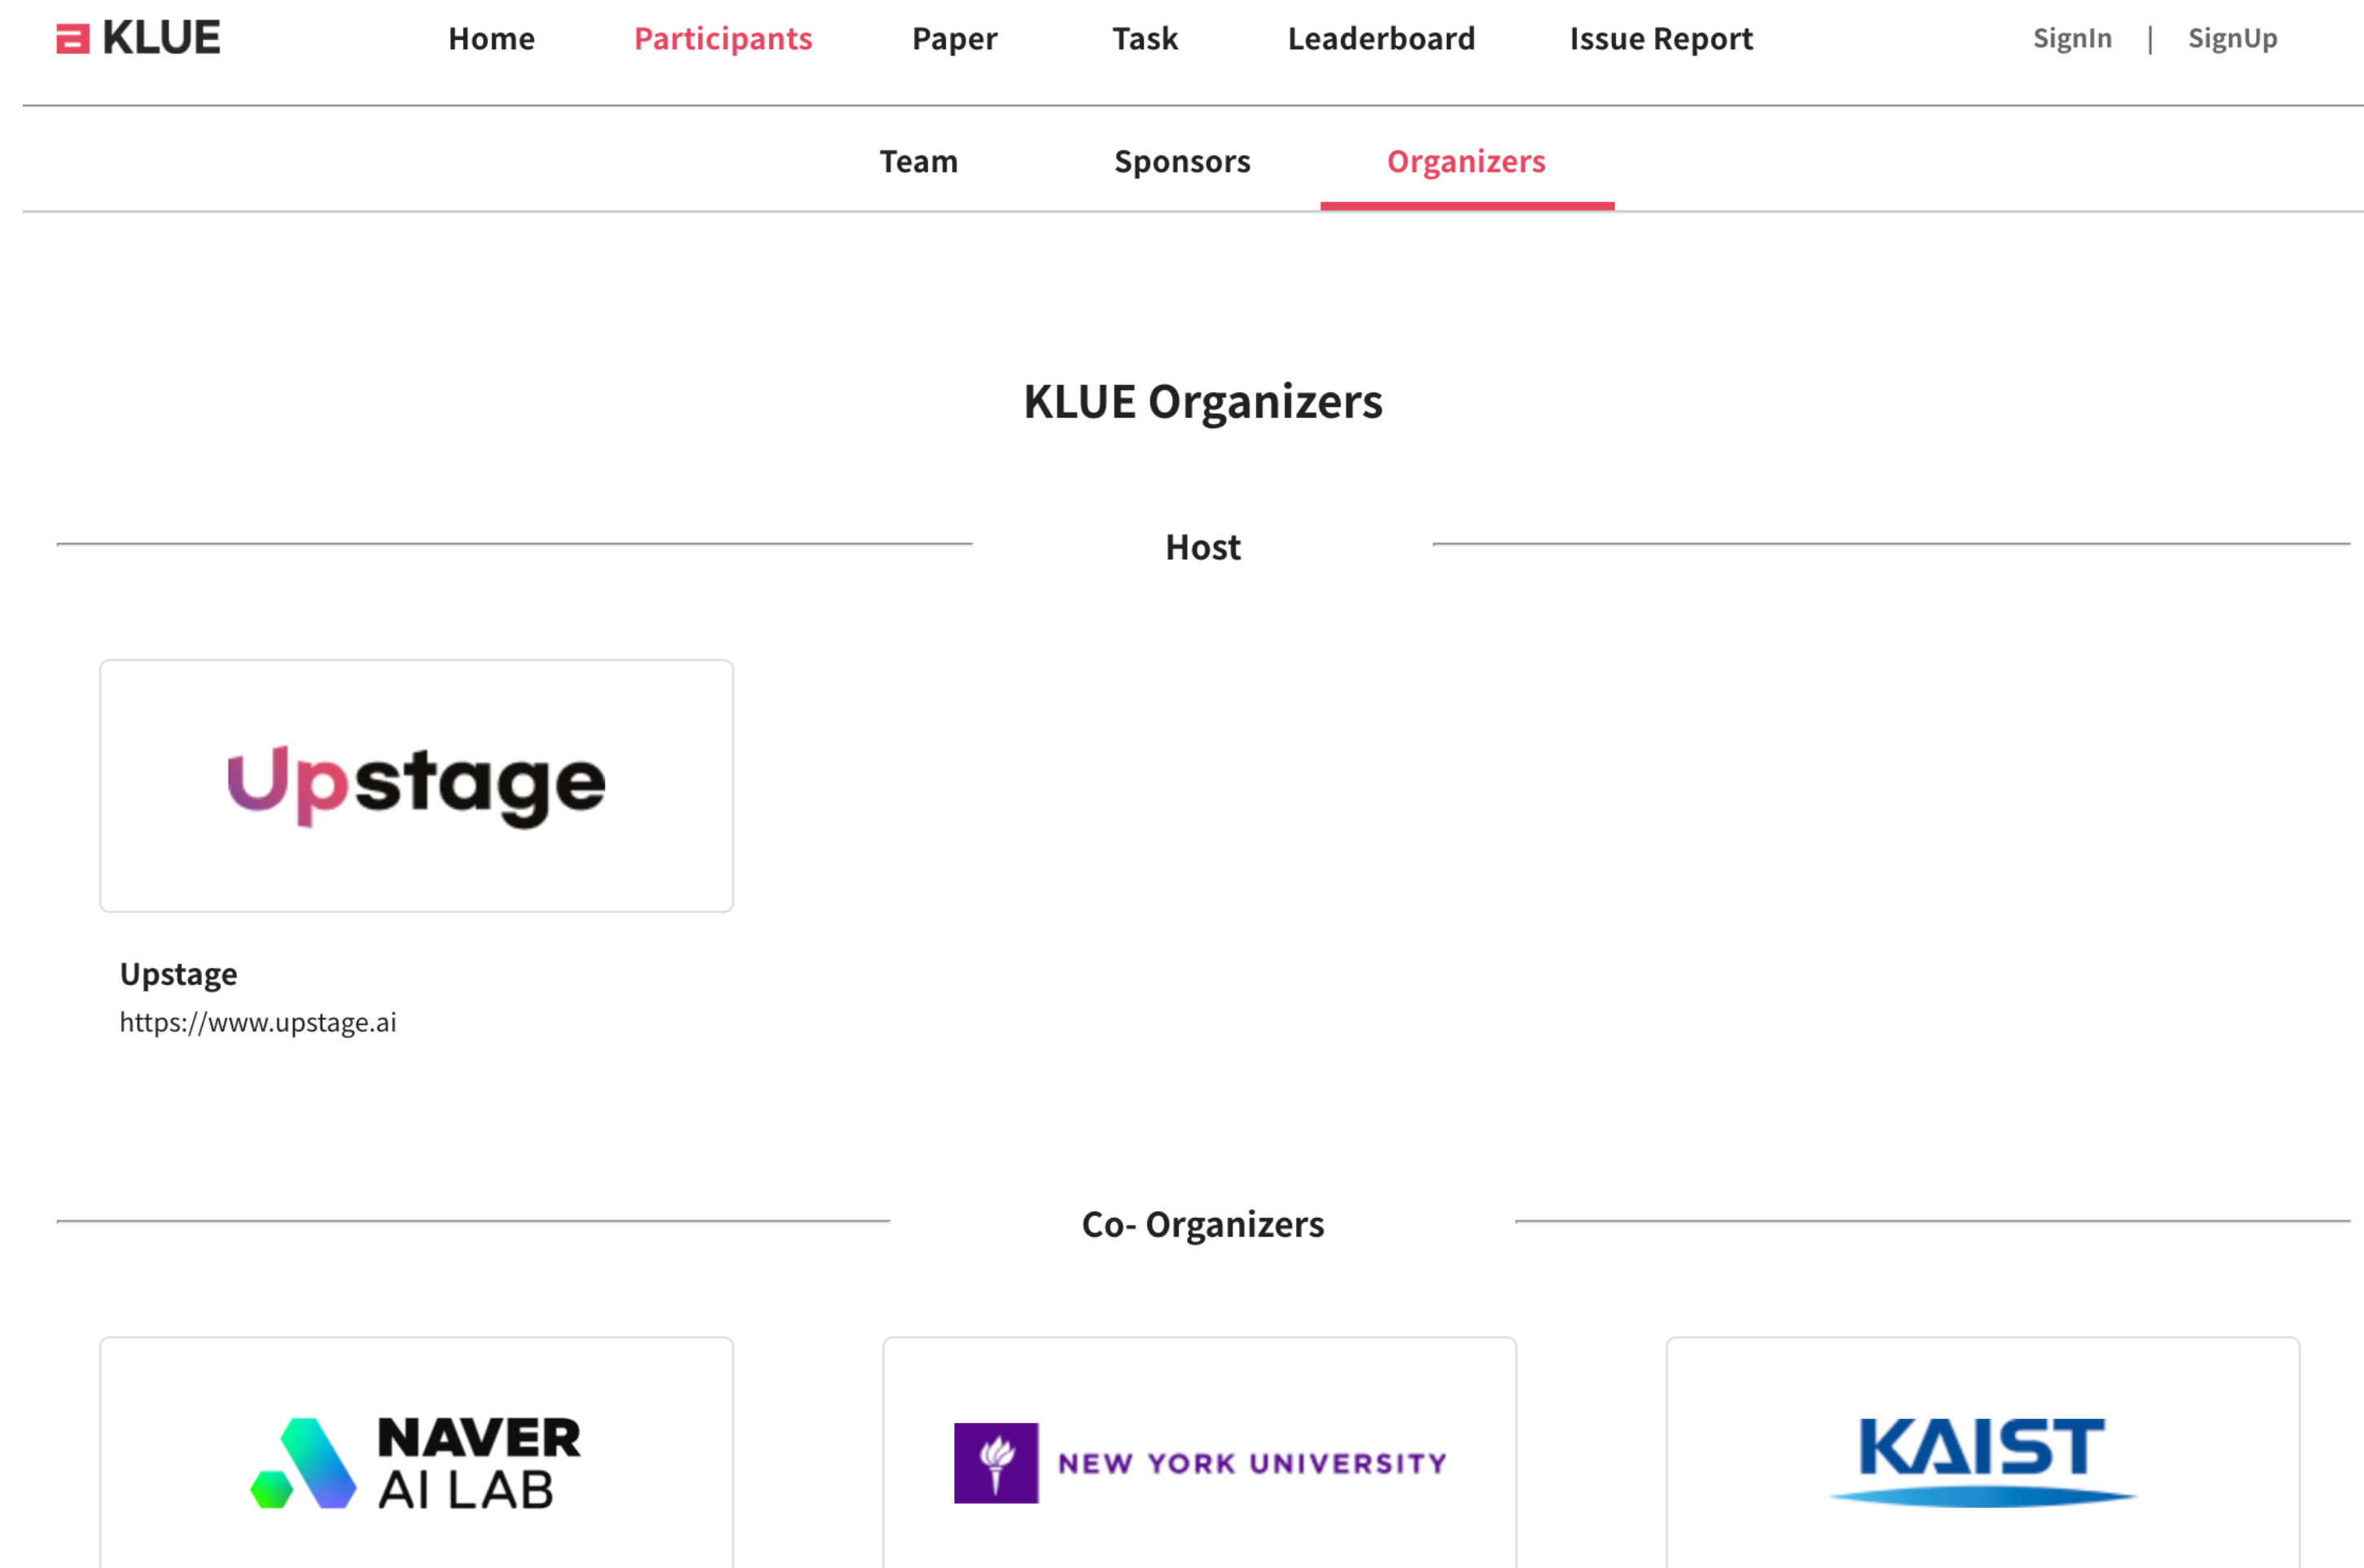 KLUE Home Participants Paper Task Leaderboard Issue Report SignIn | SignUp
Team Sponsors Organizers
KLUE Organizers
Host
Upstage
Upstage
https://www.upstage.ai
Co- Organizers
NAVER
AI LAB
NEW YORK UNIVERSITY
KAIST